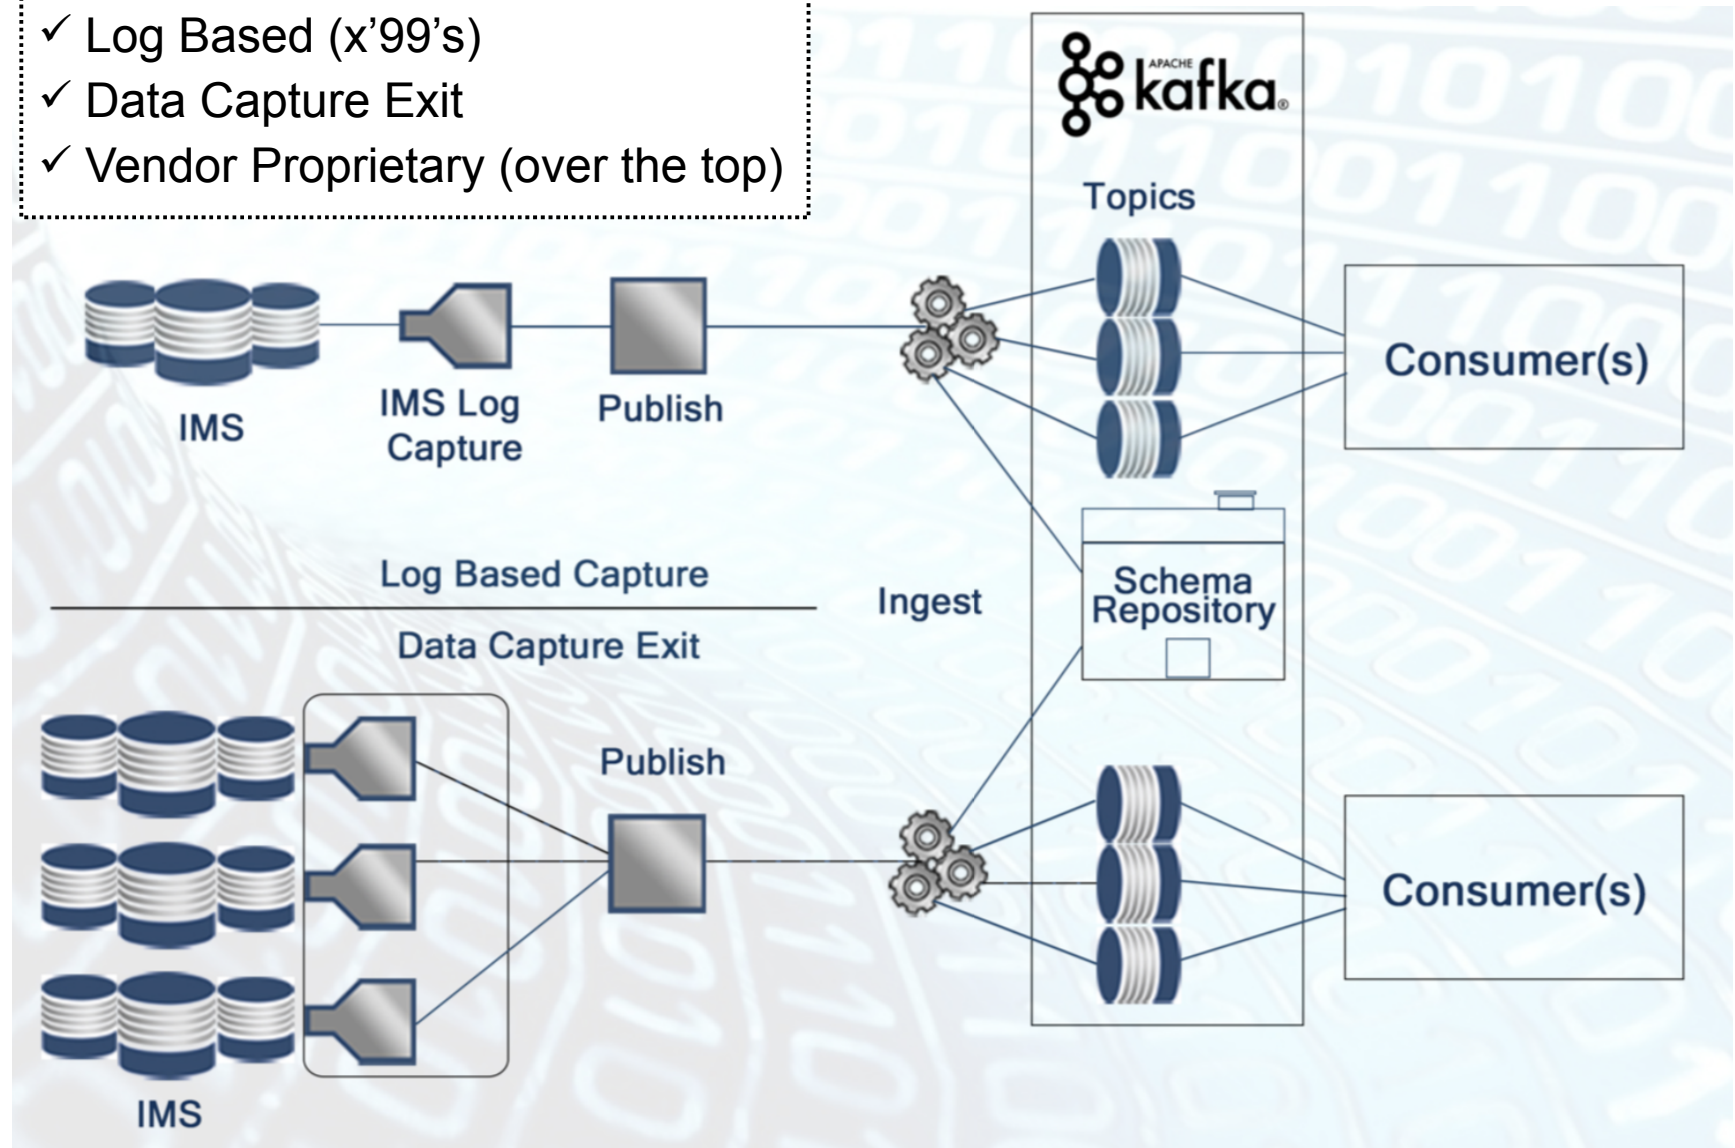 ✓ Log Based (x’99’s)
✓ Data Capture Exit
✓ Vendor Proprietary (over the top)
APACHE
kafka®
Topics
IMS
IMS Log
Capture
Publish
Consumer(s)
Log Based Capture
Ingest
Schema
Repository
Data Capture Exit
Publish
Consumer(s)
IMS